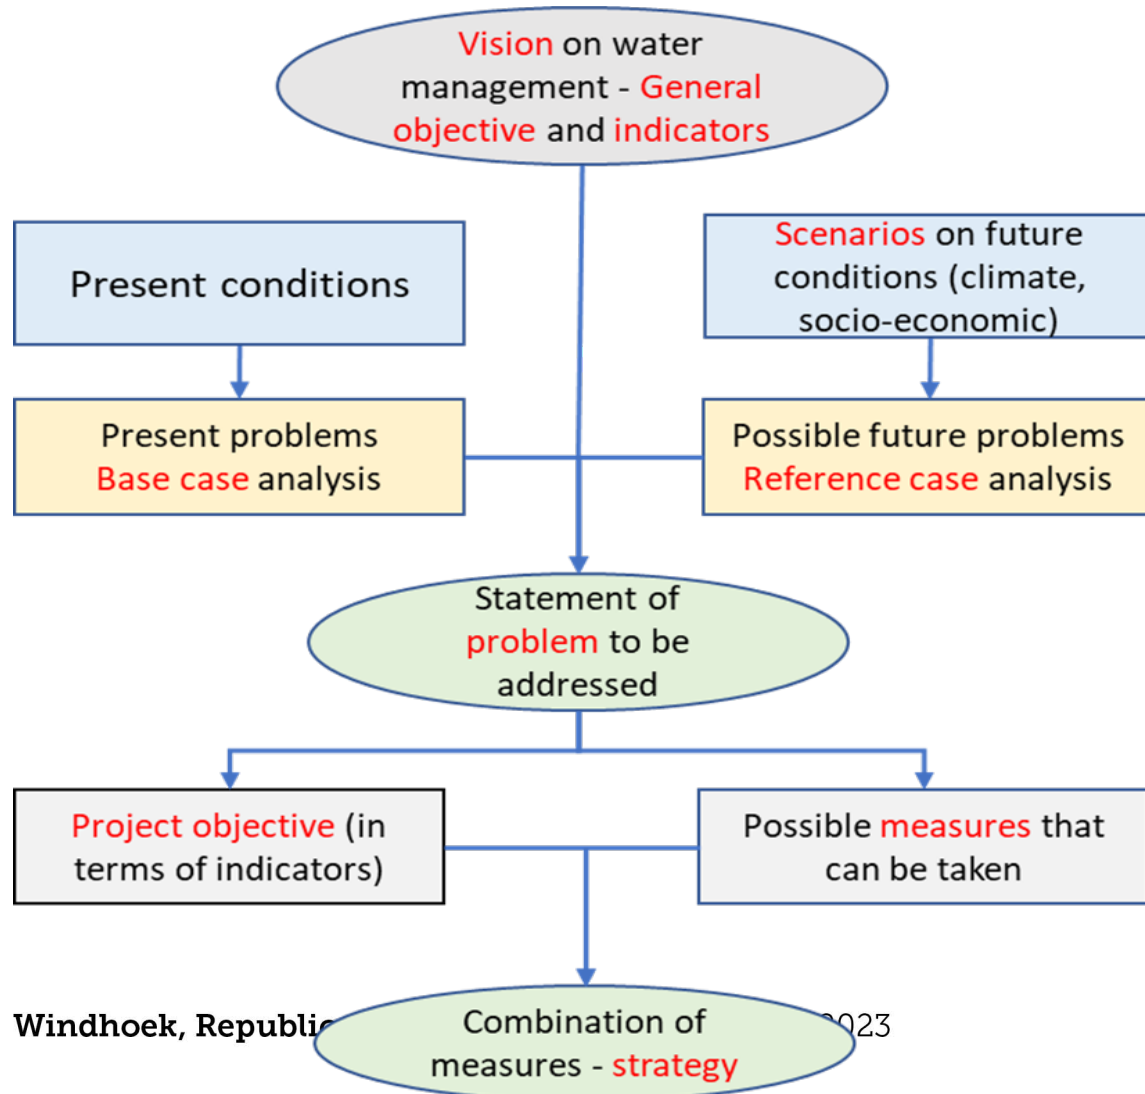 Vision on water
management - General
objective and indicators
Present conditions
Scenarios on future
conditions (climate,
socio-economic)
Present problems
Base case analysis
Possible future problems
Reference case analysis
Statement of
problem to be
addressed
Project objective (in
terms of indicators)
Possible measures that
can be taken
Windhoek,
Combination of
measures - strategy